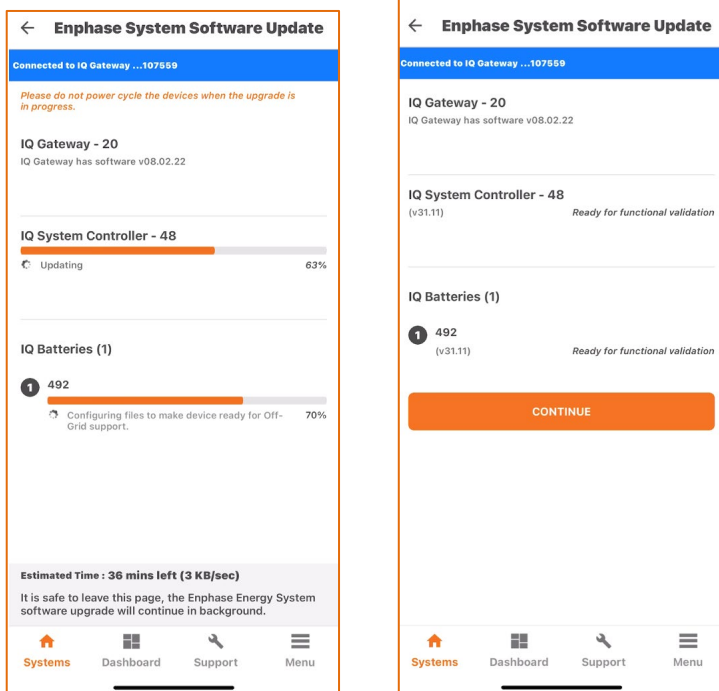 Enphase System Software Update
Connected to IQ Gateway ...107559
Please do not power cycle the devices when the upgrade is
in progress.
IQ Gateway - 20
IQ Gateway has software v08.02.22
IQ System Controller - 48
Updating 63%
IQ Batteries (1)
1 492
Configuring files to make device ready for Off- 70%
Grid support.
Estimated Time : 36 mins left (3 KB/sec)
It is safe to leave this page, the Enphase Energy System
software upgrade will continue in background.
Systems Dashboard Support Menu
Enphase System Software Update
Connected to IQ Gateway ...107559
IQ Gateway - 20
IQ Gateway has software v08.02.22
IQ System Controller - 48
(v31.11) Ready for functional validation
IQ Batteries (1)
1 492
(v31.11) Ready for functional validation
CONTINUE
Systems Dashboard Support Menu